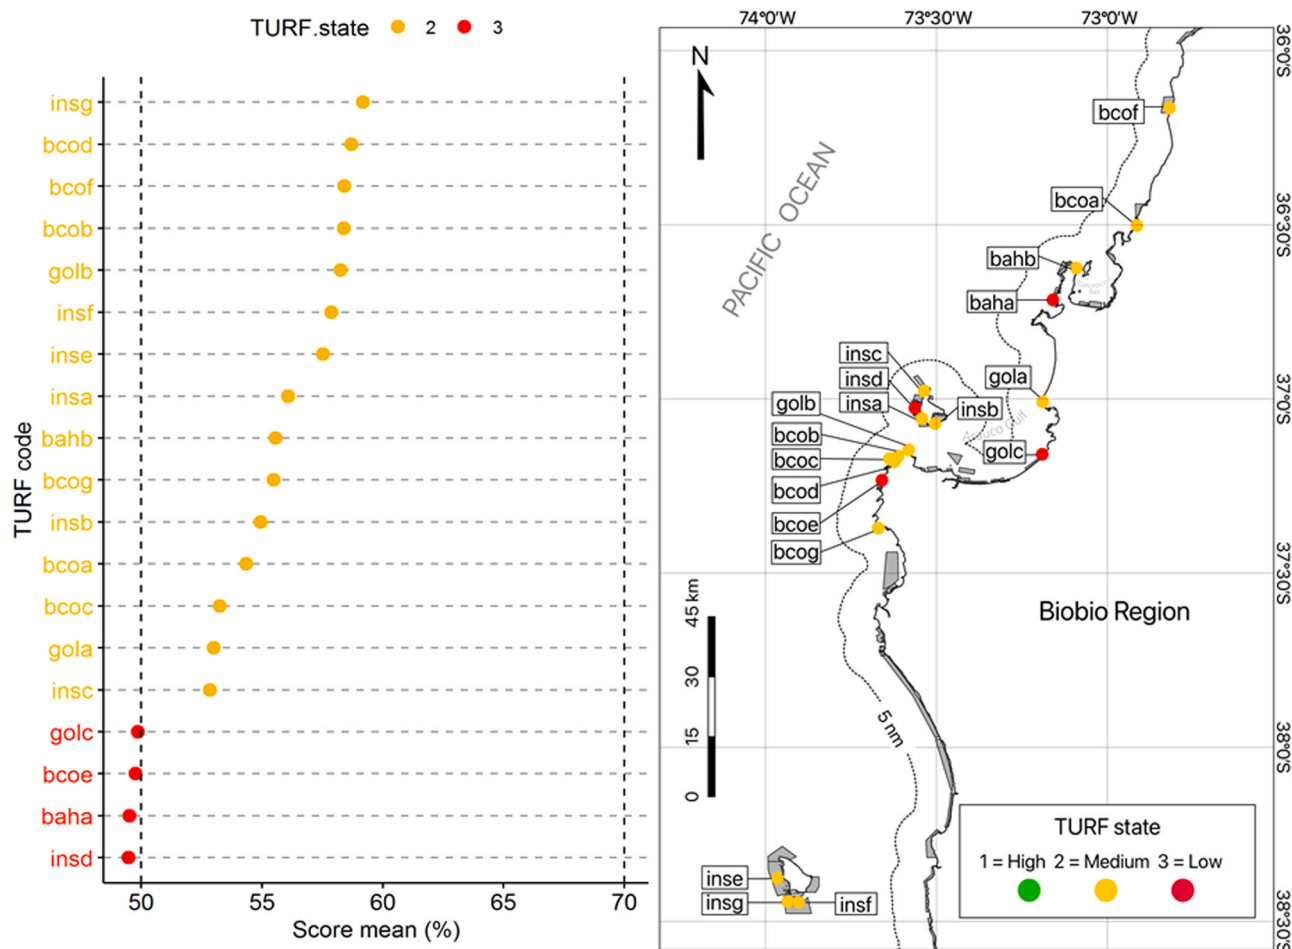 TURF.state 2 3
TURF code
insg
bcod
bcof
bcob
golb
insf
inse
insa
bahb
bcog
insb
bcoa
bcoc
gola
insc
golc
bcoe
baha
insd
50 55 60 65 70
Score mean (%)
74°0'W 73°30'W 73°0'W
36°0'S
36°30'S
37°0'S
37°30'S
38°0'S
38°30'S
N
PACIFIC OCEAN
bcof
bcoa
bahb
baha
insc
insd
insa
insb
gola
golb
bcob
bcoc
bcod
bcoe
bcog
golc
Arauco Gulf
Biobio Region
45 km
30
15
0
5 nm
inse
insg
insf
TURF state
1 = High 2 = Medium 3 = Low